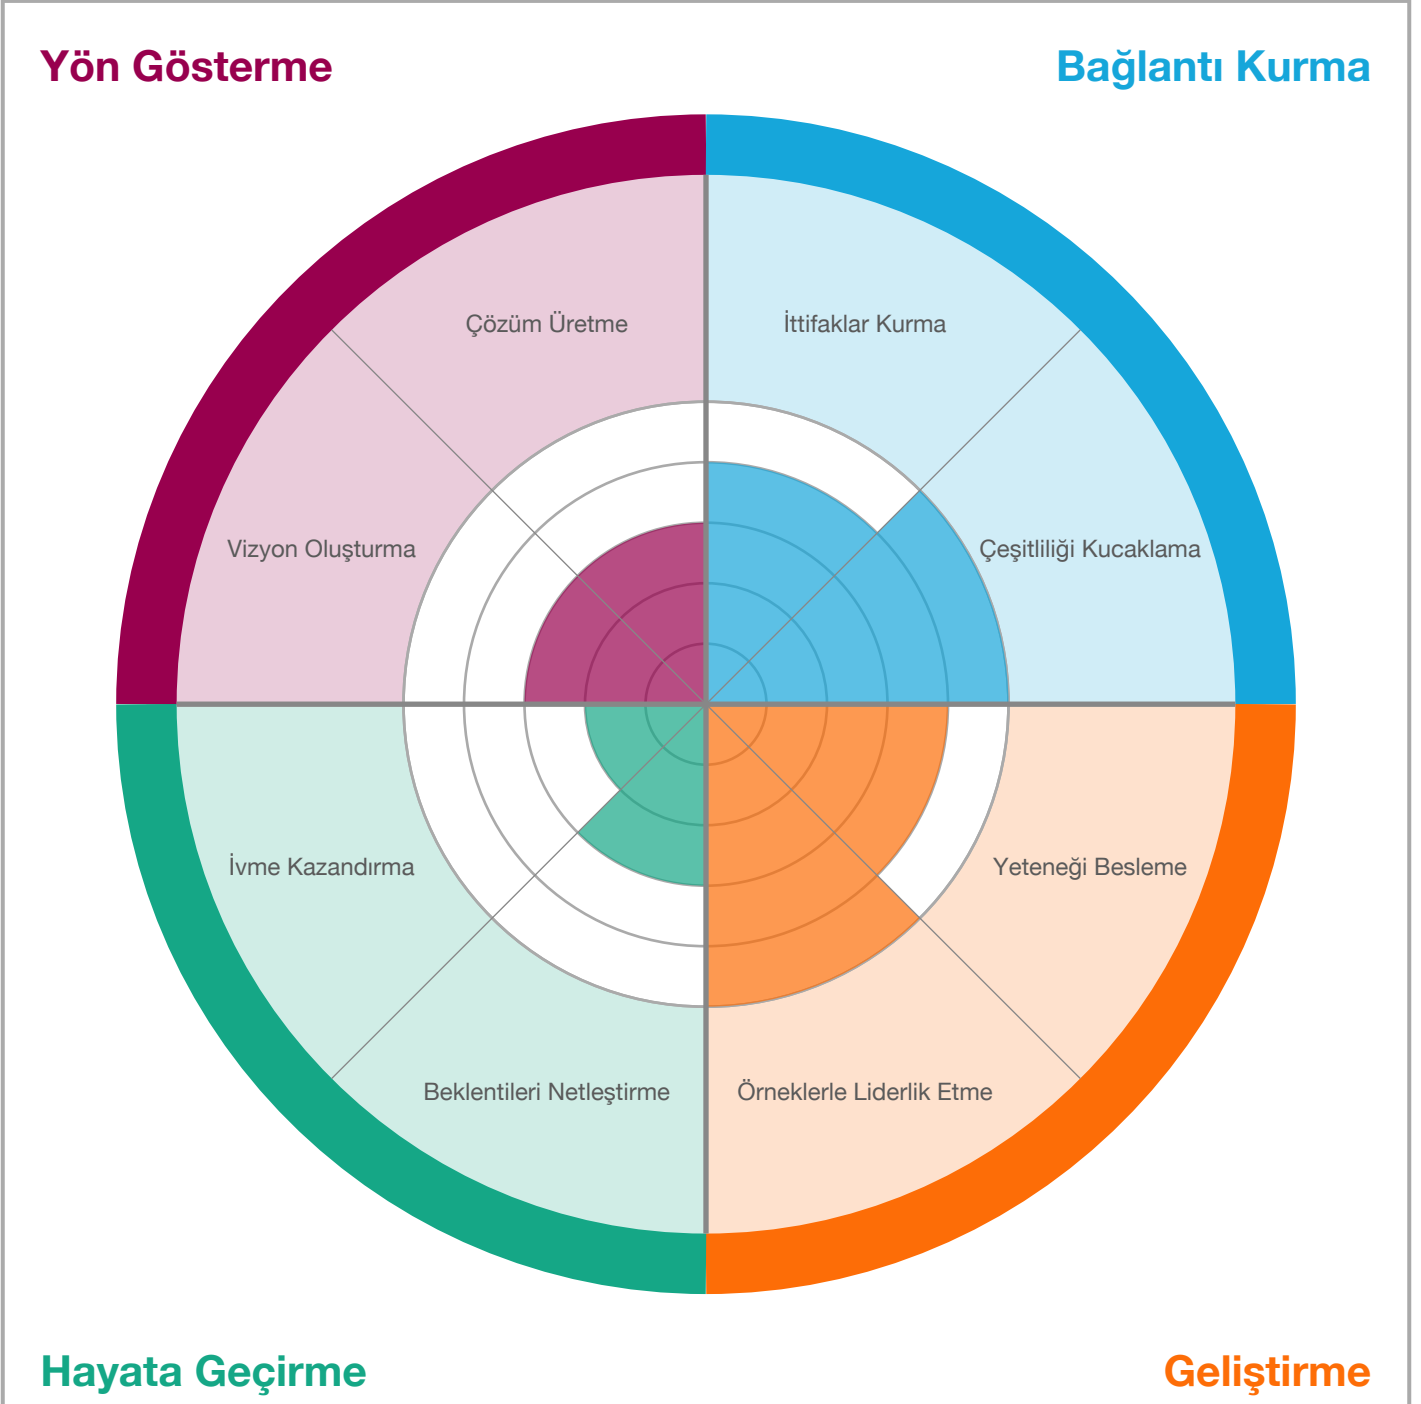 Yön Gösterme
Bağlantı Kurma
Çözüm Üretme
İttifaklar Kurma
Vizyon Oluşturma
Çeşitliliği Kucaklama
İvme Kazandırma
Yeteneği Besleme
Beklentileri Netleştirme
Örneklerle Liderlik Etme
Hayata Geçirme
Geliştirme